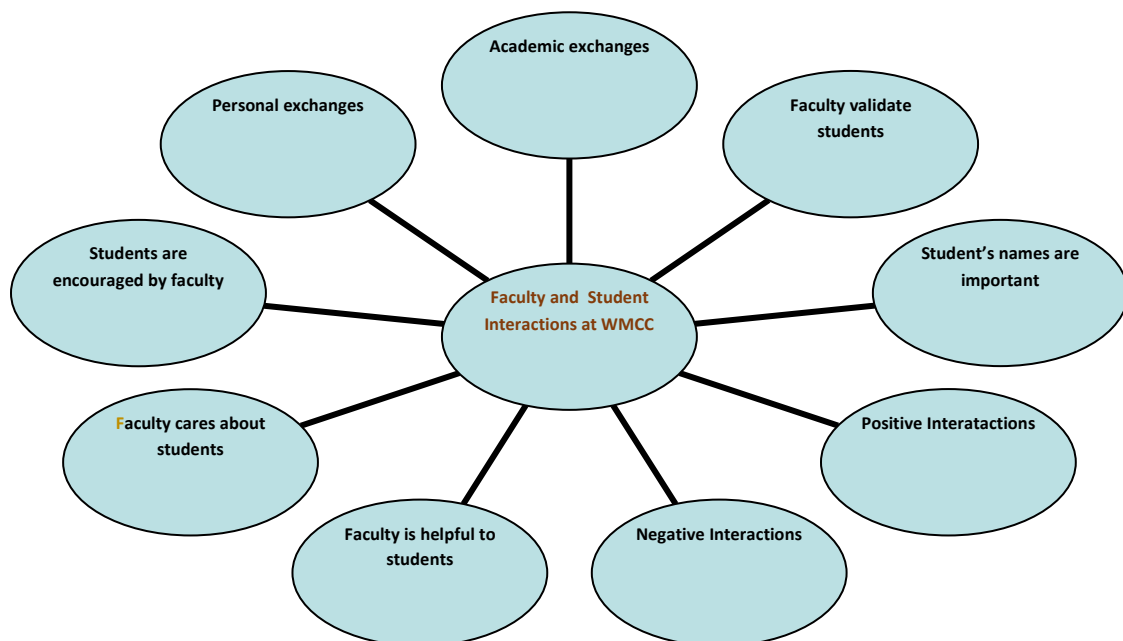 Academic exchanges
Personal exchanges
Faculty validate
students
Students are
encouraged by faculty
Student’s names are
important
Faculty and  Student
Interactions at WMCC
Faculty cares about
students
Positive Interatactions
Faculty is helpful to
students
Negative Interactions